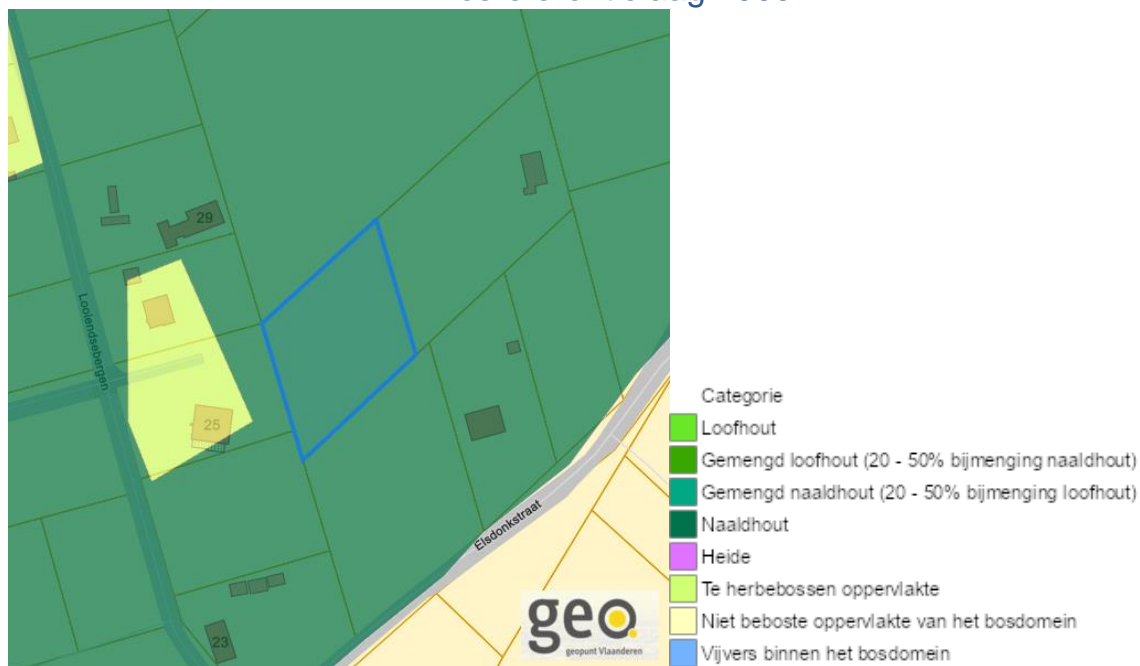 29
Looiendsebergen
25
Elsdonkstraat
23
geo.
geopunt Vlaanderen
Categorie
Loofhout
Gemengd loofhout (20 - 50% bijmenging naaldhout)
Gemengd naaldhout (20 - 50% bijmenging loofhout)
Naaldhout
Heide
Te herbebossen oppervlakte
Niet beboste oppervlakte van het bosdomein
Vijvers binnen het bosdomein